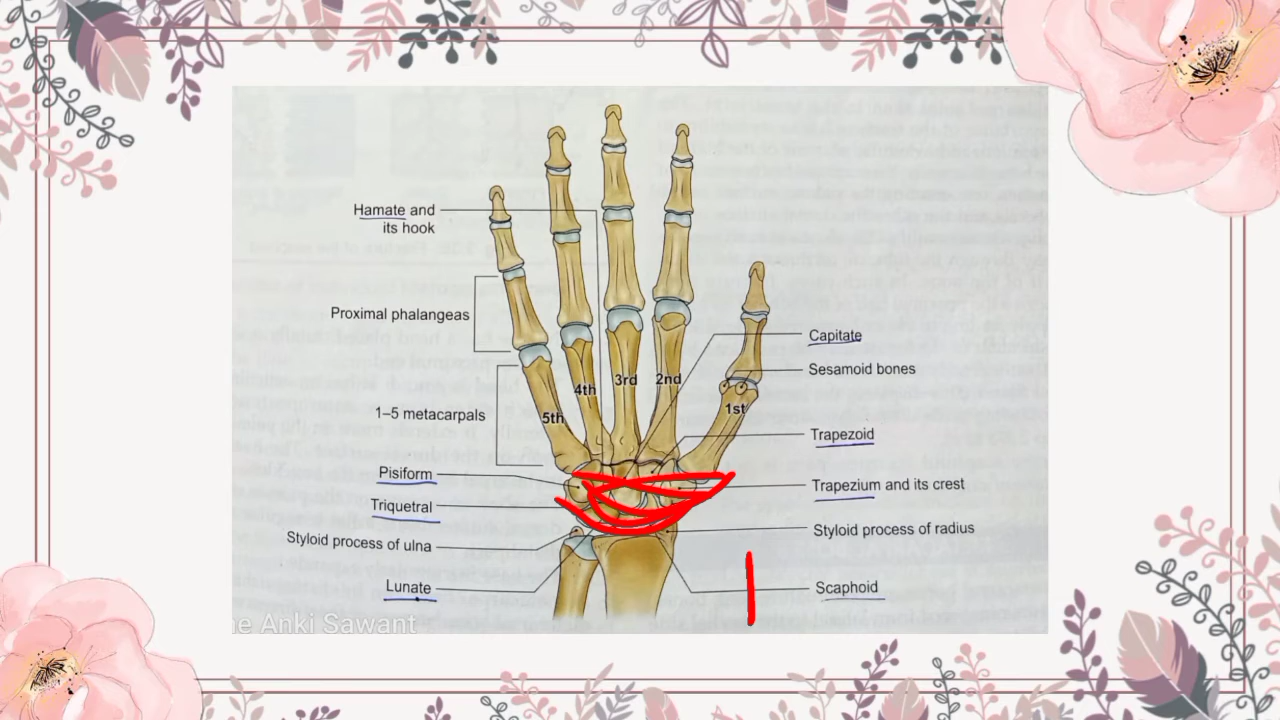 Hamate and
its hook
Proximal phalangeas
1–5 metacarpals
Pisiform
Triquetral
Styloid process of ulna
Lunate
5th
4th
3rd
2nd
1st
Capitate
Sesamoid bones
Trapezoid
Trapezium and its crest
Styloid process of radius
Scaphoid
Anki Sawant